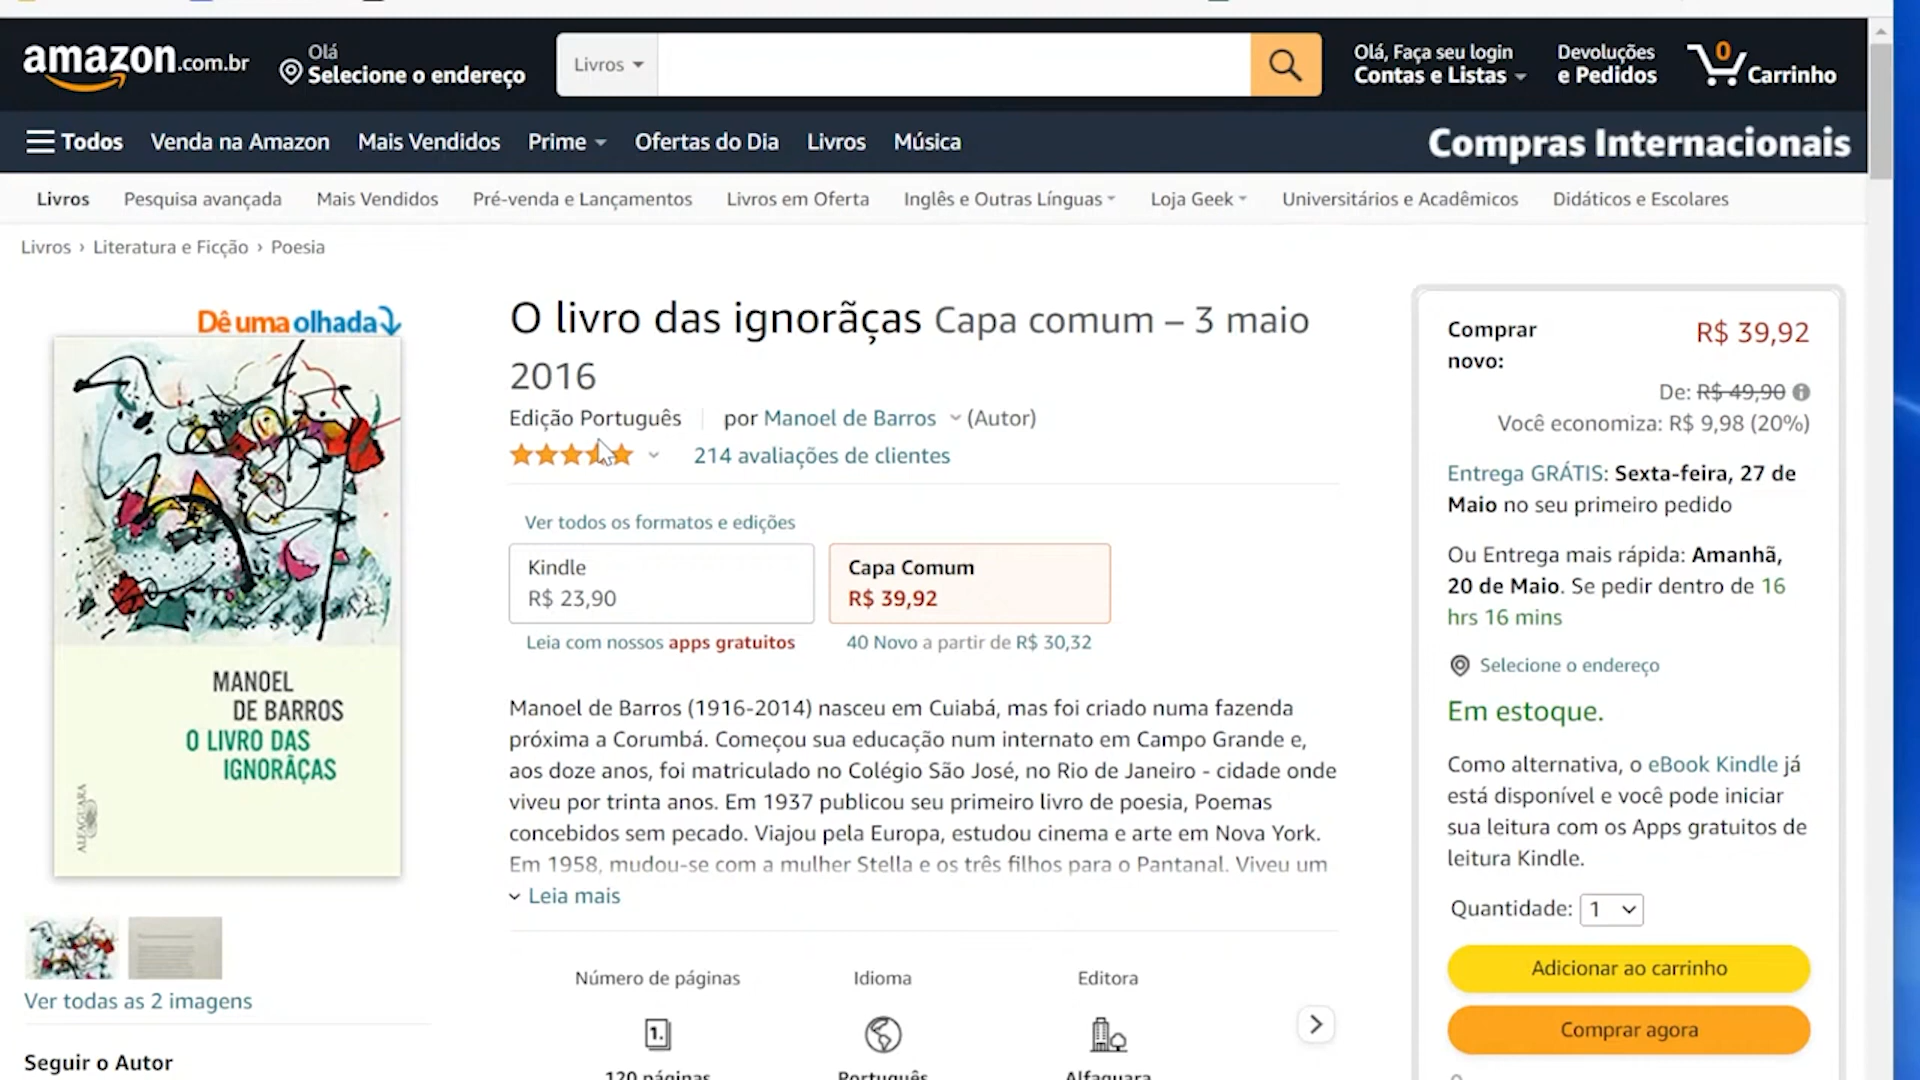 amazon.com.br
Olá
Selecione o endereço
Livros
Olá, Faça seu login
Contas e Listas
Devoluções
e Pedidos
0
Carrinho
Todos
Venda na Amazon
Mais Vendidos
Prime
Ofertas do Dia
Livros
Música
Compras Internacionais
Livros
Pesquisa avançada
Mais Vendidos
Pré-venda e Lançamentos
Livros em Oferta
Inglês e Outras Línguas
Loja Geek
Universitários e Acadêmicos
Didáticos e Escolares
Livros › Literatura e Ficção › Poesia
Dê uma olhada
MANOEL
DE BARROS
O LIVRO DAS
IGNORÃÇAS
ALFAGUARA
Ver todas as 2 imagens
Seguir o Autor
O livro das ignorãças Capa comum – 3 maio
2016
Edição Português
por Manoel de Barros (Autor)
214 avaliações de clientes
Ver todos os formatos e edições
Kindle
R$ 23,90
Leia com nossos apps gratuitos
Capa Comum
R$ 39,92
40 Novo a partir de R$ 30,32
Manoel de Barros (1916-2014) nasceu em Cuiabá, mas foi criado numa fazenda
próxima a Corumbá. Começou sua educação num internato em Campo Grande e,
aos doze anos, foi matriculado no Colégio São José, no Rio de Janeiro - cidade onde
viveu por trinta anos. Em 1937 publicou seu primeiro livro de poesia, Poemas
concebidos sem pecado. Viajou pela Europa, estudou cinema e arte em Nova York.
Em 1958, mudou-se com a mulher Stella e os três filhos para o Pantanal. Viveu um
Leia mais
Número de páginas
1.
120 páginas
Idioma
Português
Editora
Alfaguara
Comprar
novo:
R$ 39,92
De: R$ 49,90
Você economiza: R$ 9,98 (20%)
Entrega GRÁTIS: Sexta-feira, 27 de
Maio no seu primeiro pedido
Ou Entrega mais rápida: Amanhã,
20 de Maio. Se pedir dentro de 16
hrs 16 mins
Selecione o endereço
Em estoque.
Como alternativa, o eBook Kindle já
está disponível e você pode iniciar
sua leitura com os Apps gratuitos de
leitura Kindle.
Quantidade: 1
Adicionar ao carrinho
Comprar agora